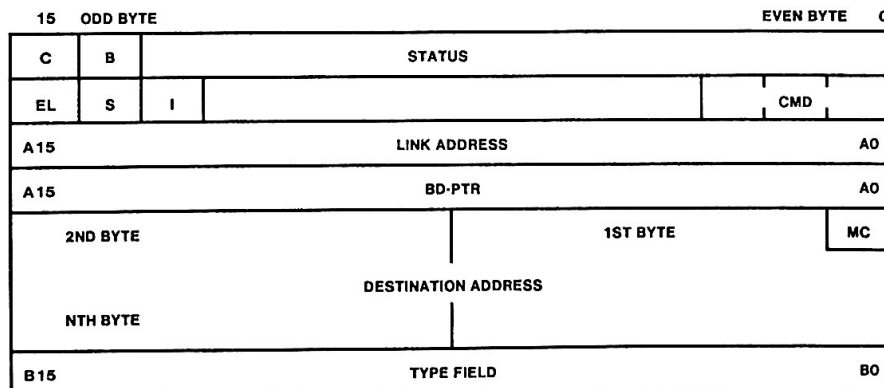 15 ODD BYTE EVEN BYTE 0
C B STATUS
EL S I CMD
A15 LINK ADDRESS A0
A15 BD-PTR A0
2ND BYTE 1ST BYTE MC
DESTINATION ADDRESS
NTH BYTE
B15 TYPE FIELD B0